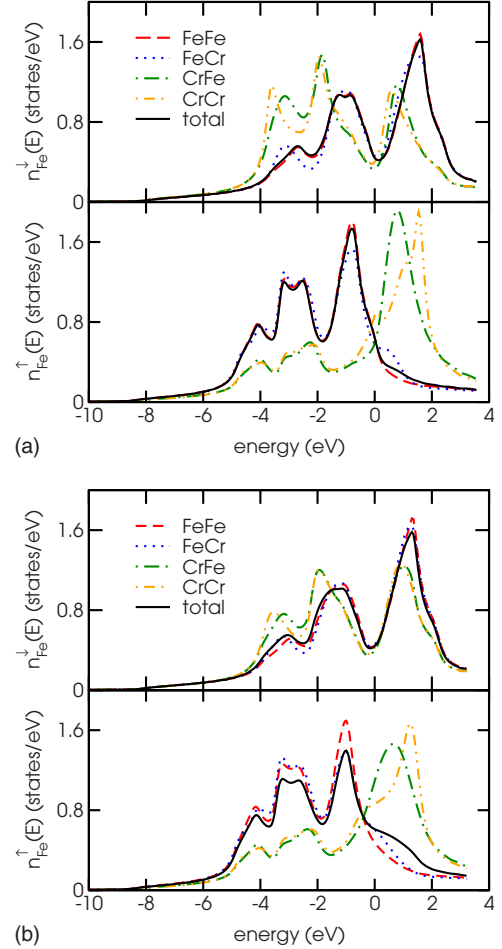 n↓Fe(E) (states/eV)
1.6
0.8
0
FeFe
FeCr
CrFe
CrCr
total
n↑Fe(E) (states/eV)
1.6
0.8
0
-10 -8 -6 -4 -2 0 2 4
(a) energy (eV)
n↓Fe(E) (states/eV)
1.6
0.8
0
FeFe
FeCr
CrFe
CrCr
total
n↑Fe(E) (states/eV)
1.6
0.8
0
-10 -8 -6 -4 -2 0 2 4
energy (eV)
(b)